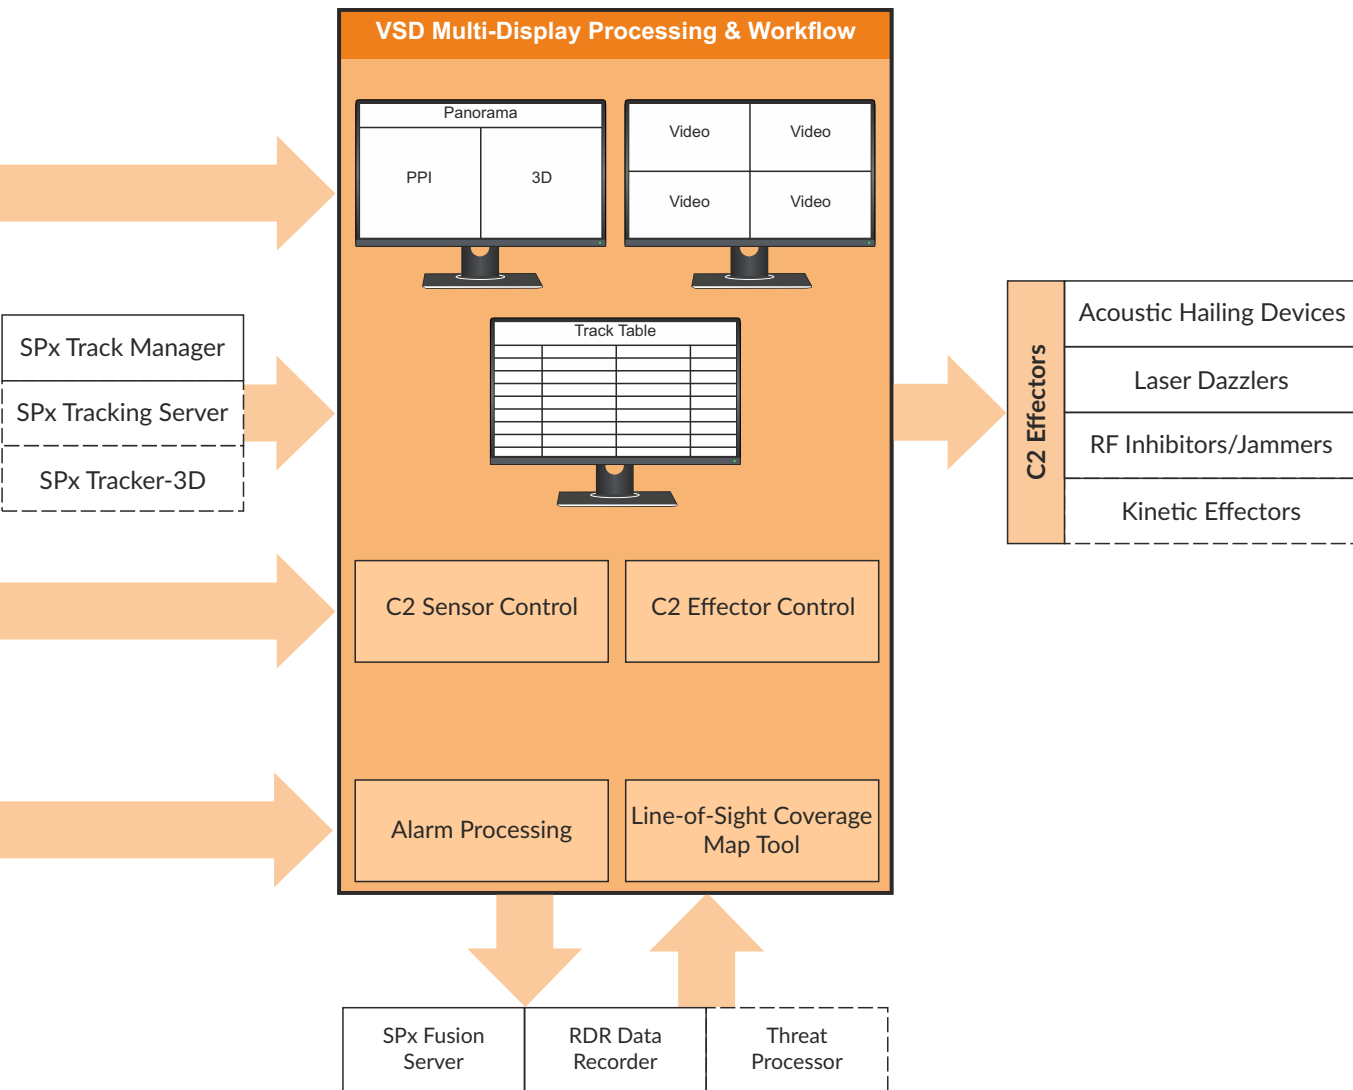 VSD Multi-Display Processing & Workflow
Panorama
PPI
3D
Video
Video
Video
Video
Track Table
SPx Track Manager
SPx Tracking Server
SPx Tracker-3D
C2 Sensor Control
C2 Effector Control
Alarm Processing
Line-of-Sight Coverage
Map Tool
C2 Effectors
Acoustic Hailing Devices
Laser Dazzlers
RF Inhibitors/Jammers
Kinetic Effectors
SPx Fusion
Server
RDR Data
Recorder
Threat
Processor